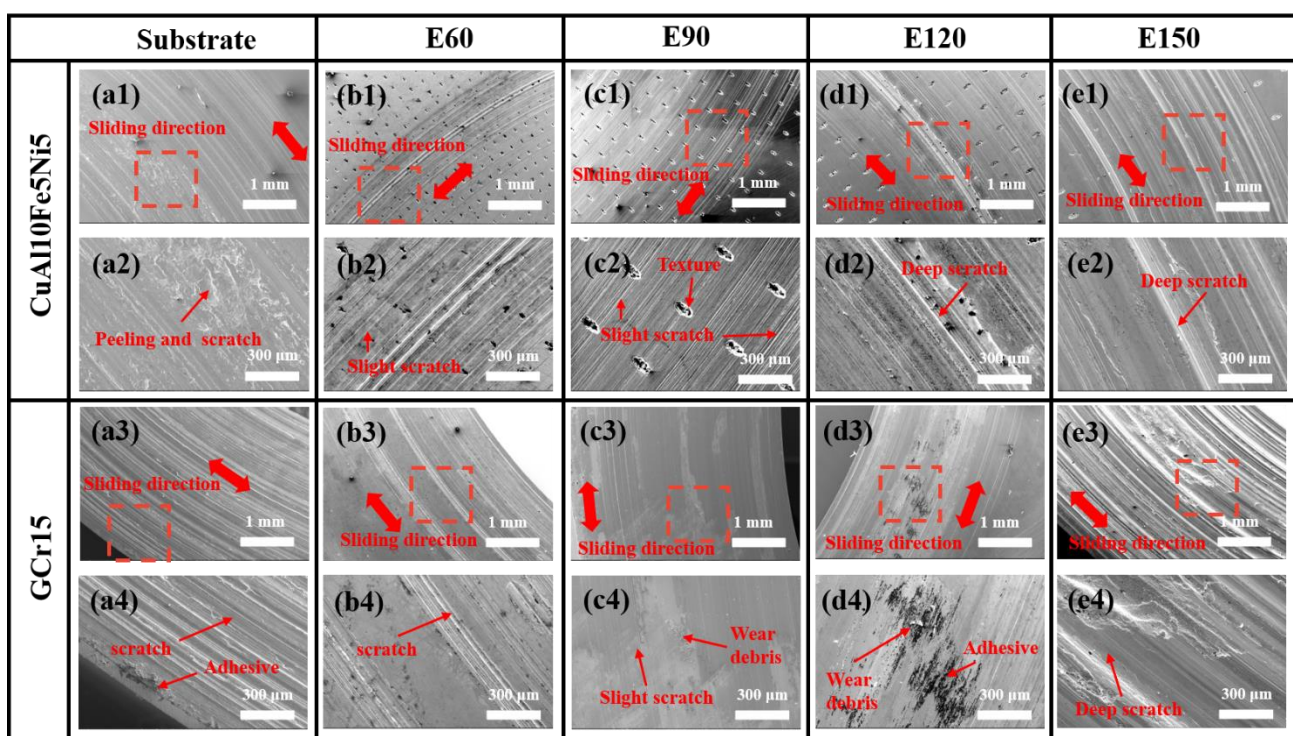 Substrate
E60
E90
E120
E150
CuAl10Fe5Ni5
(a1)
Sliding direction
1 mm
(b1)
Sliding direction
1 mm
(c1)
Sliding direction
1 mm
(d1)
Sliding direction
1 mm
(e1)
Sliding direction
1 mm
(a2)
Peeling and scratch
300 μm
(b2)
Slight scratch
300 μm
(c2)
Texture
Slight scratch
300 μm
(d2)
Deep scratch
300 μm
(e2)
Deep scratch
300 μm
GCr15
(a3)
Sliding direction
1 mm
(b3)
Sliding direction
1 mm
(c3)
Sliding direction
1 mm
(d3)
Sliding direction
1 mm
(e3)
Sliding direction
1 mm
(a4)
scratch
Adhesive
300 μm
(b4)
scratch
300 μm
(c4)
Wear
debris
Slight scratch
300 μm
(d4)
Adhesive
Wear
debris
300 μm
(e4)
Deep scratch
300 μm